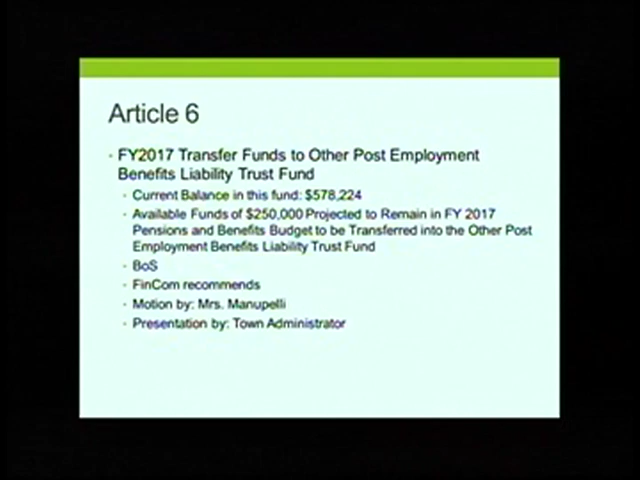 Article 6
· FY2017 Transfer Funds to Other Post Employment
Benefits Liability Trust Fund
· Current Balance in this fund: $578,224
· Available Funds of $250,000 Projected to Remain in FY 2017
Pensions and Benefits Budget to be Transferred into the Other Post
Employment Benefits Liability Trust Fund
· BoS
· FinCom recommends
· Motion by: Mrs. Manupelli
· Presentation by: Town Administrator